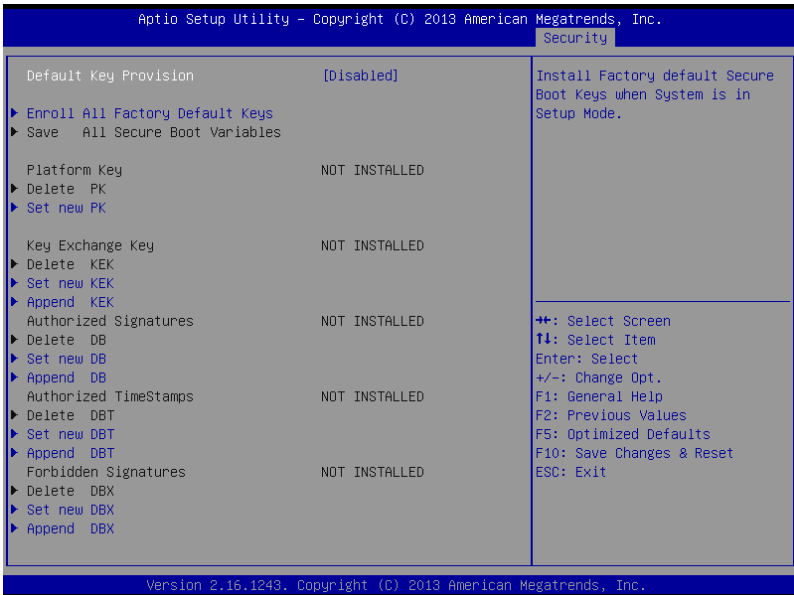 Aptio Setup Utility – Copyright (C) 2013 American Megatrends, Inc.
Security
Default Key Provision [Disabled]
Enroll All Factory Default Keys
Save All Secure Boot Variables
Platform Key NOT INSTALLED
Delete PK
Set new PK
Key Exchange Key NOT INSTALLED
Delete KEK
Set new KEK
Append KEK
Authorized Signatures NOT INSTALLED
Delete DB
Set new DB
Append DB
Authorized TimeStamps NOT INSTALLED
Delete DBT
Set new DBT
Append DBT
Forbidden Signatures NOT INSTALLED
Delete DBX
Set new DBX
Append DBX
Install Factory default Secure
Boot Keys when System is in
Setup Mode.
→←: Select Screen
↑↓: Select Item
Enter: Select
+/-: Change Opt.
F1: General Help
F2: Previous Values
F5: Optimized Defaults
F10: Save Changes & Reset
ESC: Exit
Version 2.16.1243. Copyright (C) 2013 American Megatrends, Inc.